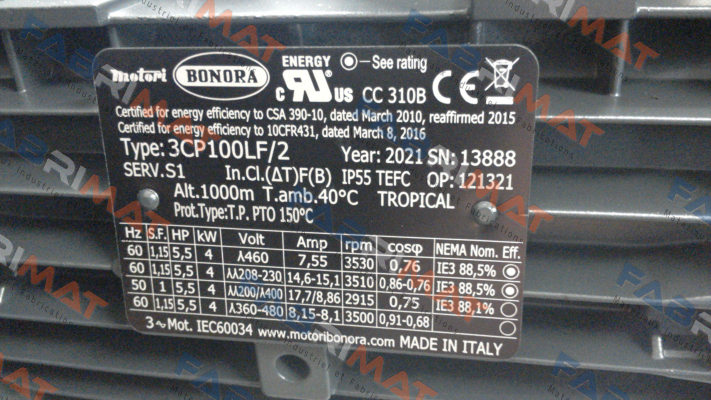 motori BONORA ENERGY See rating
c UR US CC 310B CE
Certified for energy efficiency to CSA 390-10, dated March 2010, reaffirmed 2015
Certified for energy efficiency to 10CFR431, dated March 8, 2016
Type: 3CP100LF/2 Year: 2021 SN: 13888
SERV.S1 In.Cl.(ΔT)F(B) IP55 TEFC OP: 121321
Alt.1000m T.amb.40°C TROPICAL
Prot.Type:T.P. PTO 150°C
Hz S.F. HP kW Volt Amp rpm cosφ NEMA Nom. Eff.
60 1,15 5,5 4 λ460 7,55 3530 0,76 IE3 88,5%
60 1,15 5,5 4 λλ208-230 14,6-15,1 3510 0,86-0,76 IE3 88,5%
50 1 5,5 4 λλ200/λ400 17,7/8,86 2915 0,75 IE3 88,1%
60 1,15 5,5 4 λ360-480 8,15-8,1 3500 0,91-0,68
3~Mot. IEC60034 www.motoribonora.com MADE IN ITALY
FABRIMAT